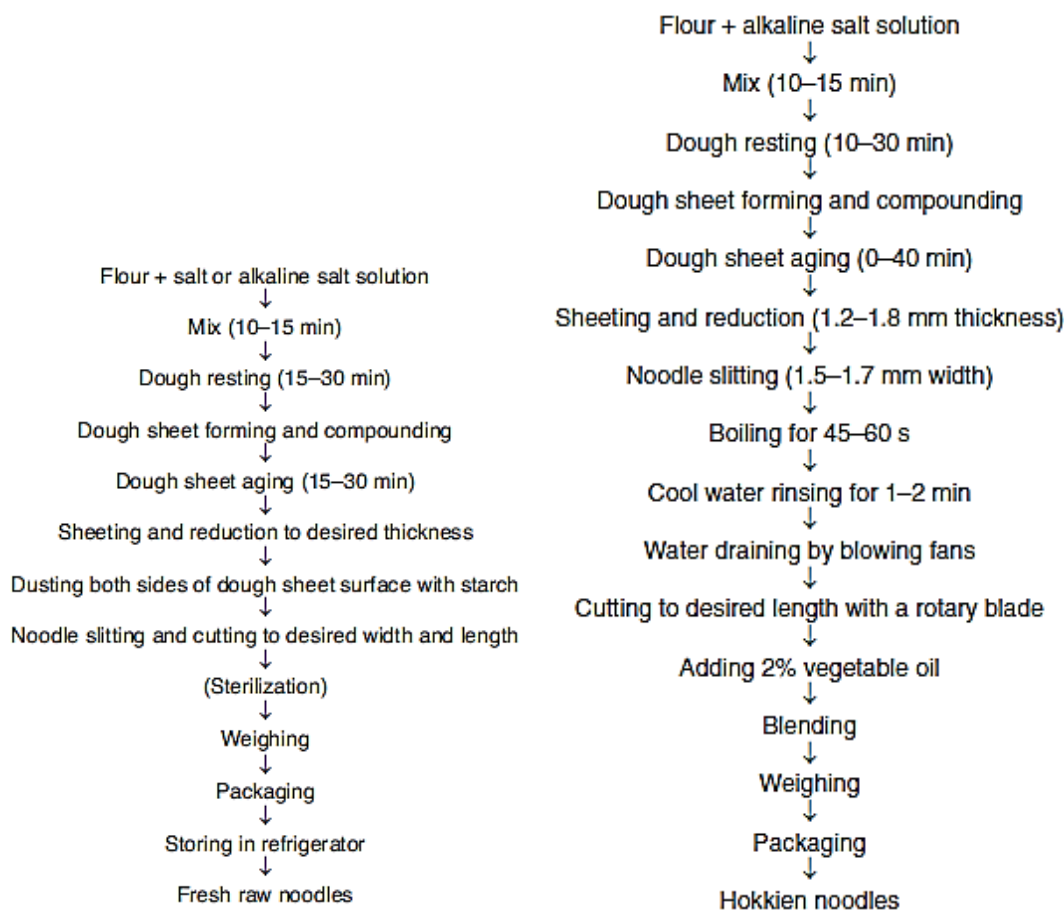 Flour + salt or alkaline salt solution
↓
Mix (10–15 min)
↓
Dough resting (15–30 min)
↓
Dough sheet forming and compounding
↓
Dough sheet aging (15–30 min)
↓
Sheeting and reduction to desired thickness
↓
Dusting both sides of dough sheet surface with starch
↓
Noodle slitting and cutting to desired width and length
↓
(Sterilization)
↓
Weighing
↓
Packaging
↓
Storing in refrigerator
↓
Fresh raw noodles
Flour + alkaline salt solution
↓
Mix (10–15 min)
↓
Dough resting (10–30 min)
↓
Dough sheet forming and compounding
↓
Dough sheet aging (0–40 min)
↓
Sheeting and reduction (1.2–1.8 mm thickness)
↓
Noodle slitting (1.5–1.7 mm width)
↓
Boiling for 45–60 s
↓
Cool water rinsing for 1–2 min
↓
Water draining by blowing fans
↓
Cutting to desired length with a rotary blade
↓
Adding 2% vegetable oil
↓
Blending
↓
Weighing
↓
Packaging
↓
Hokkien noodles